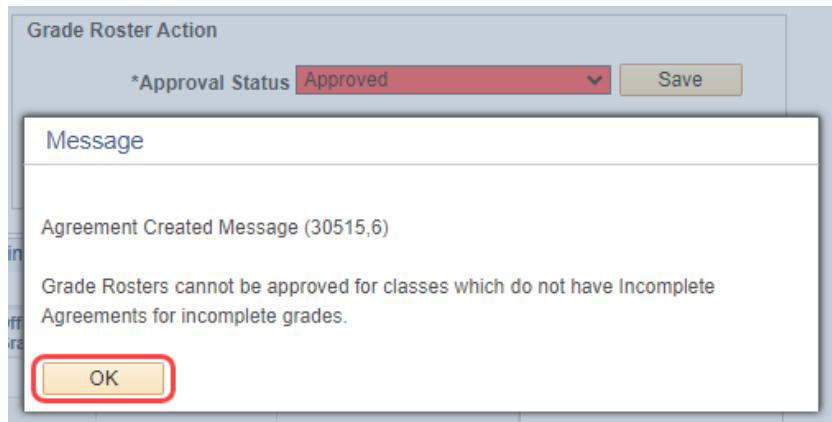 Grade Roster Action
*Approval Status Approved Save
Message
Agreement Created Message (30515,6)
Grade Rosters cannot be approved for classes which do not have Incomplete
Agreements for incomplete grades.
OK